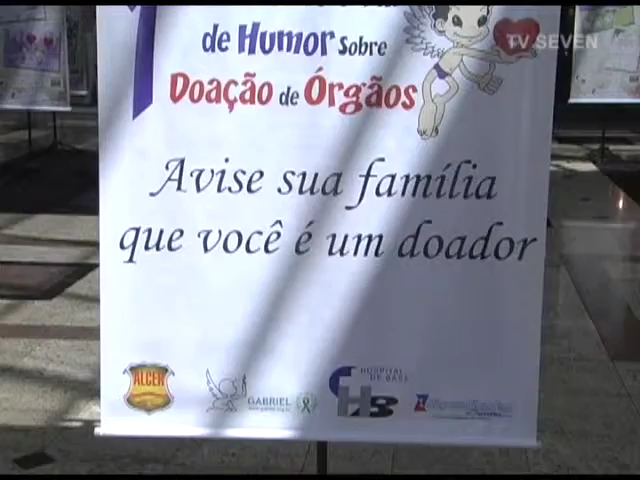 TV SEVEN
de Humor Sobre
Doação de Órgãos
Avise sua família
que você é um doador
ALCER
GABRIEL
HOSPITAL
DE BASE
HB